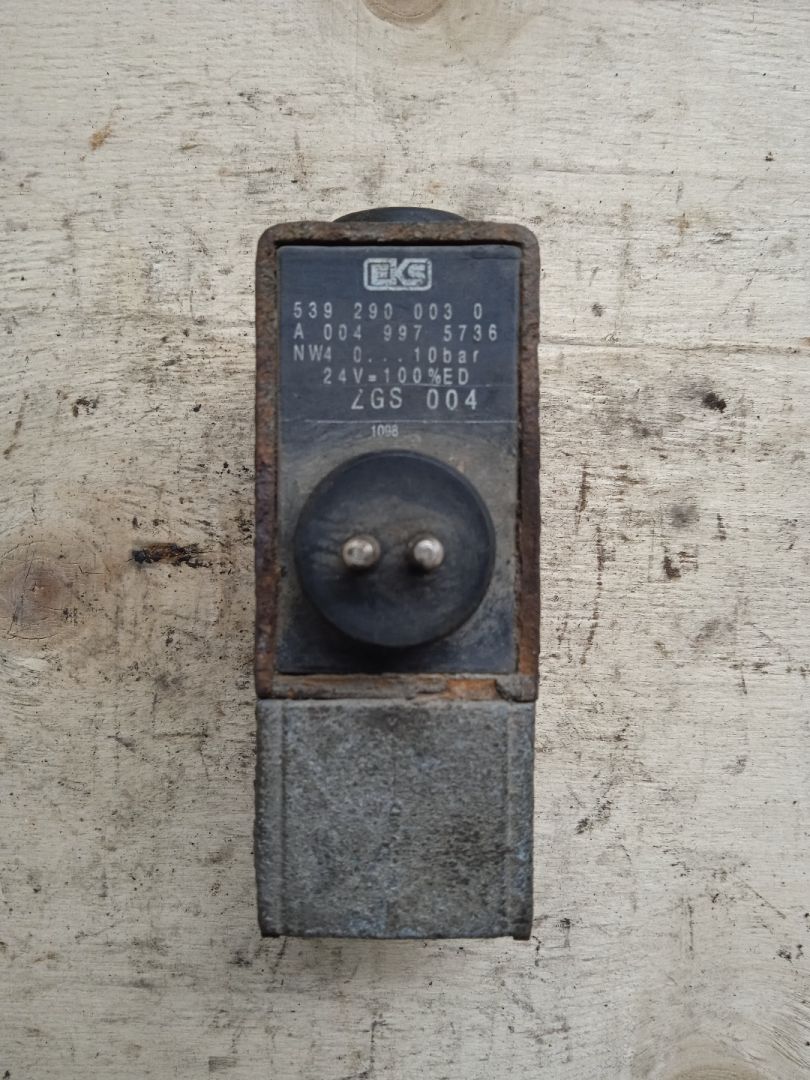 EKS
539 290 003 0
A 004 997 5736
NW4 0...10bar
24V=100%ED
ZGS 004
1098